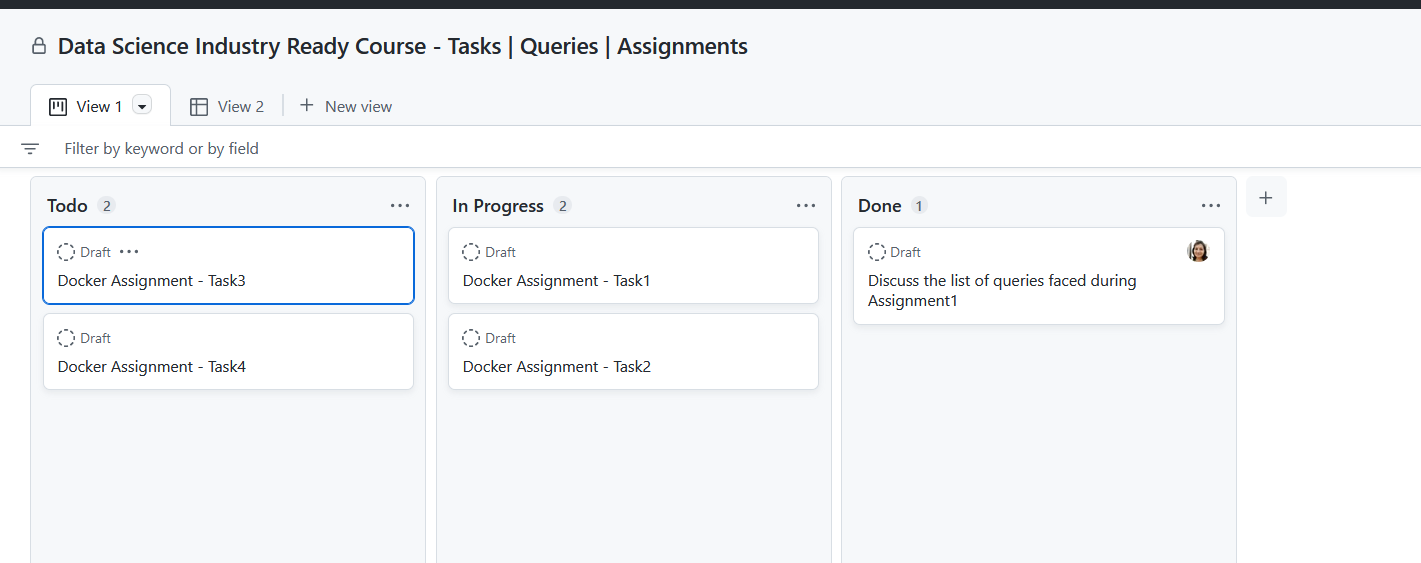 Data Science Industry Ready Course - Tasks | Queries | Assignments
View 1
View 2
New view
Filter by keyword or by field
Todo 2
Draft
Docker Assignment - Task3
Draft
Docker Assignment - Task4
In Progress 2
Draft
Docker Assignment - Task1
Draft
Docker Assignment - Task2
Done 1
Draft
Discuss the list of queries faced during
Assignment1